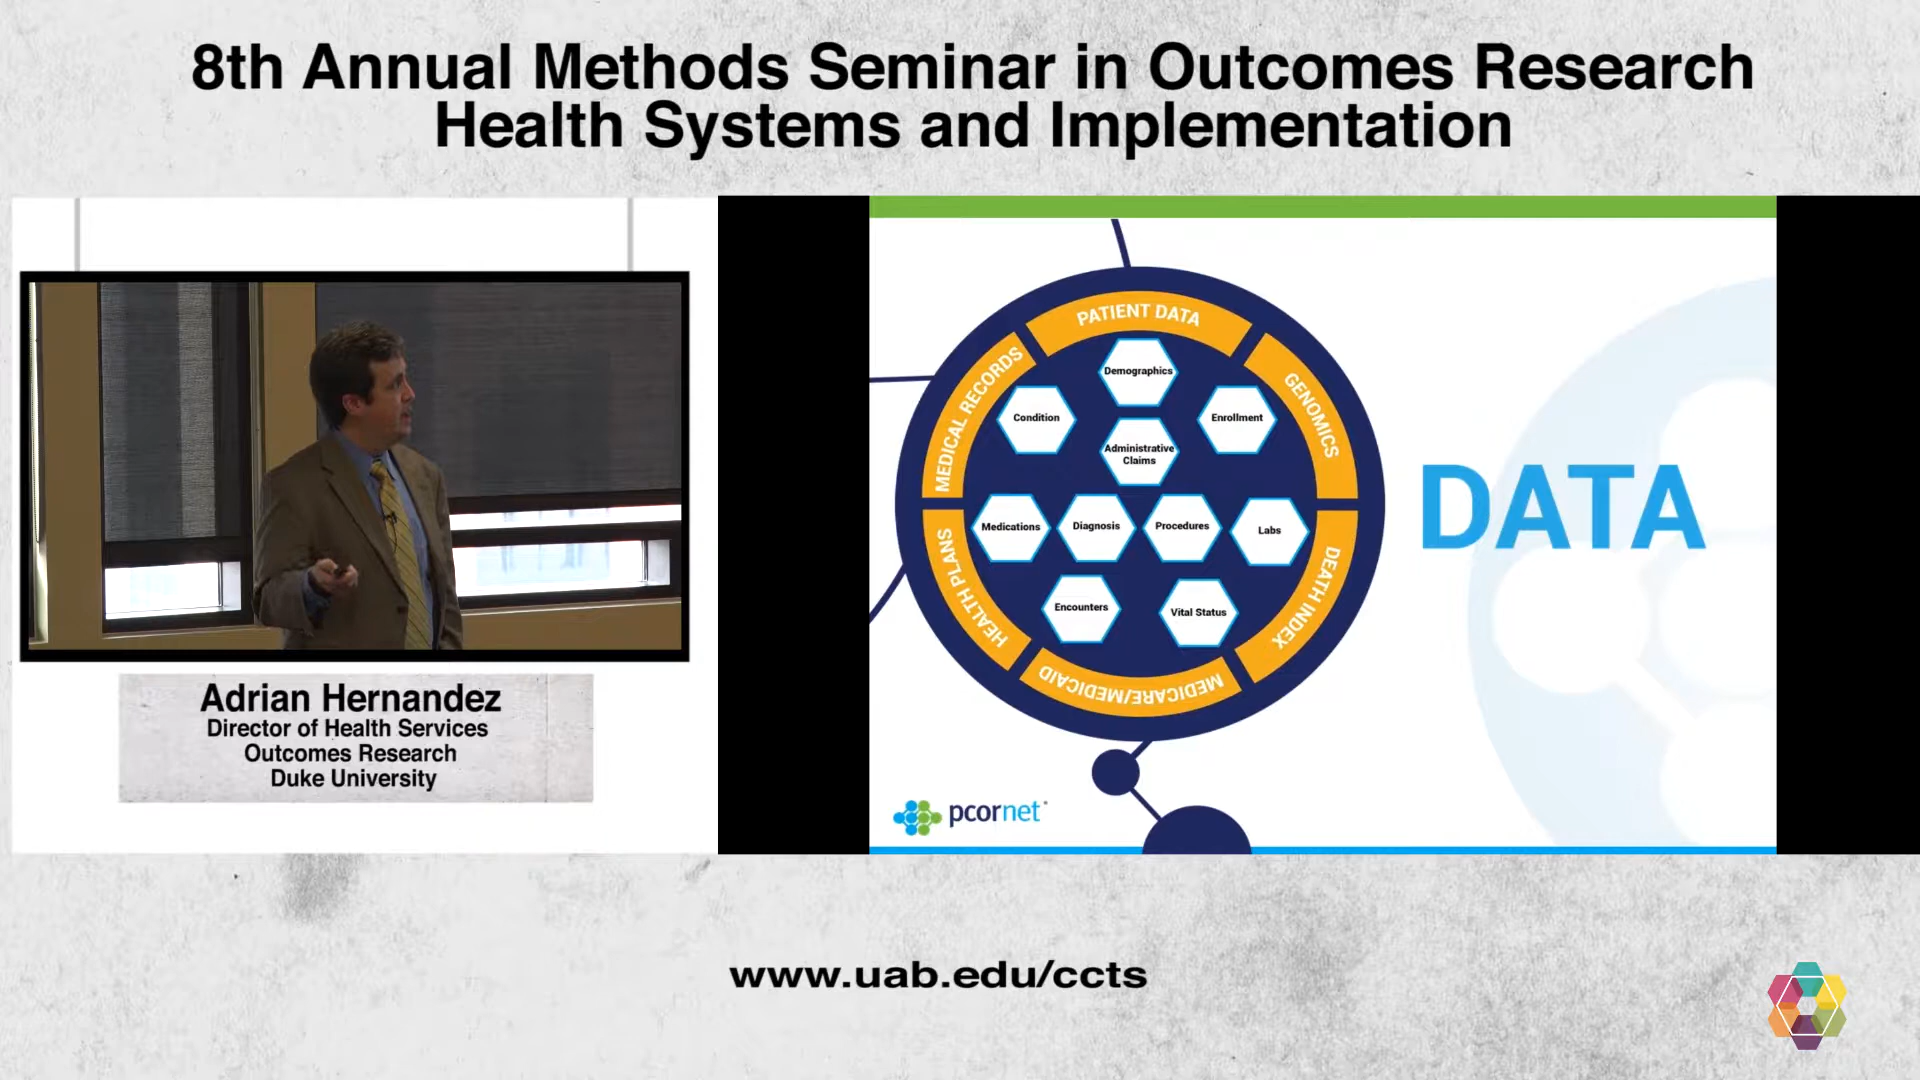 8th Annual Methods Seminar in Outcomes Research
Health Systems and Implementation
Adrian Hernandez
Director of Health Services
Outcomes Research
Duke University
PATIENT DATA
GENOMICS
DEATH INDEX
MEDICARE/MEDICAID
HEALTH PLANS
MEDICAL RECORDS
Demographics
Condition
Enrollment
Administrative
Claims
Medications
Diagnosis
Procedures
Labs
Encounters
Vital Status
DATA
pcornet
www.uab.edu/ccts